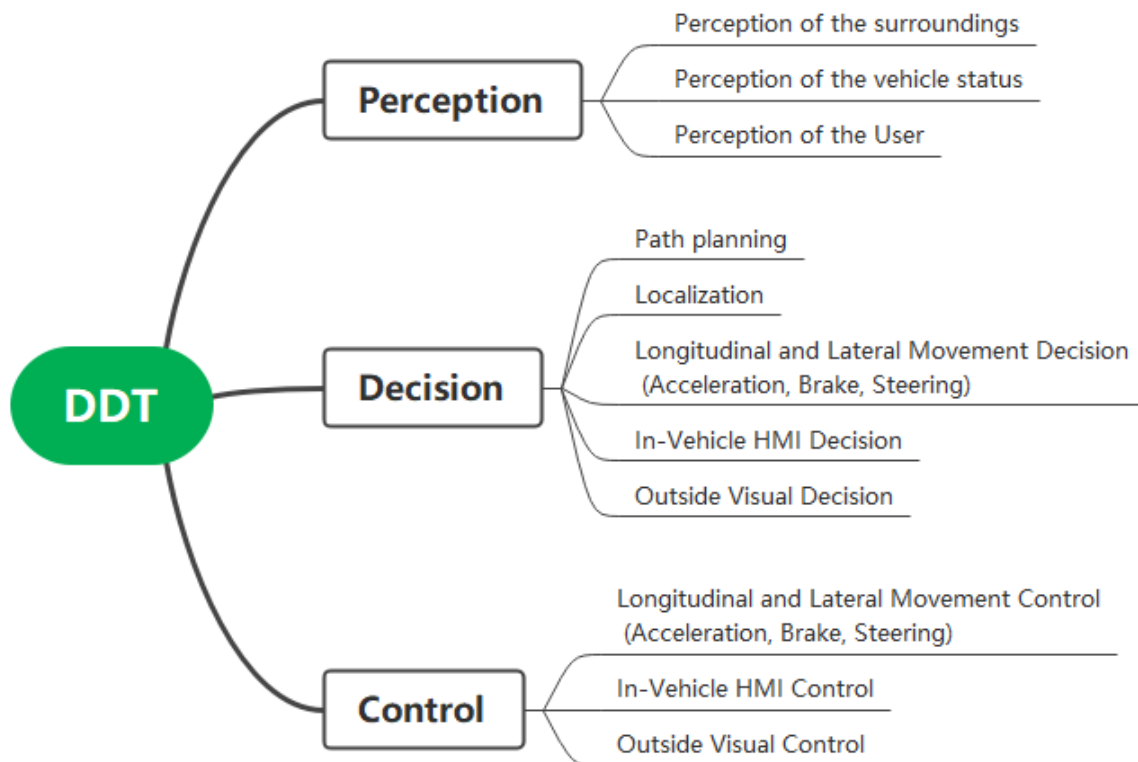 Perception of the surroundings
Perception
Perception of the vehicle status
Perception of the User
Path planning
Localization
Longitudinal and Lateral Movement Decision
(Acceleration, Brake, Steering)
DDT
Decision
In-Vehicle HMI Decision
Outside Visual Decision
Longitudinal and Lateral Movement Control
(Acceleration, Brake, Steering)
Control
In-Vehicle HMI Control
Outside Visual Control